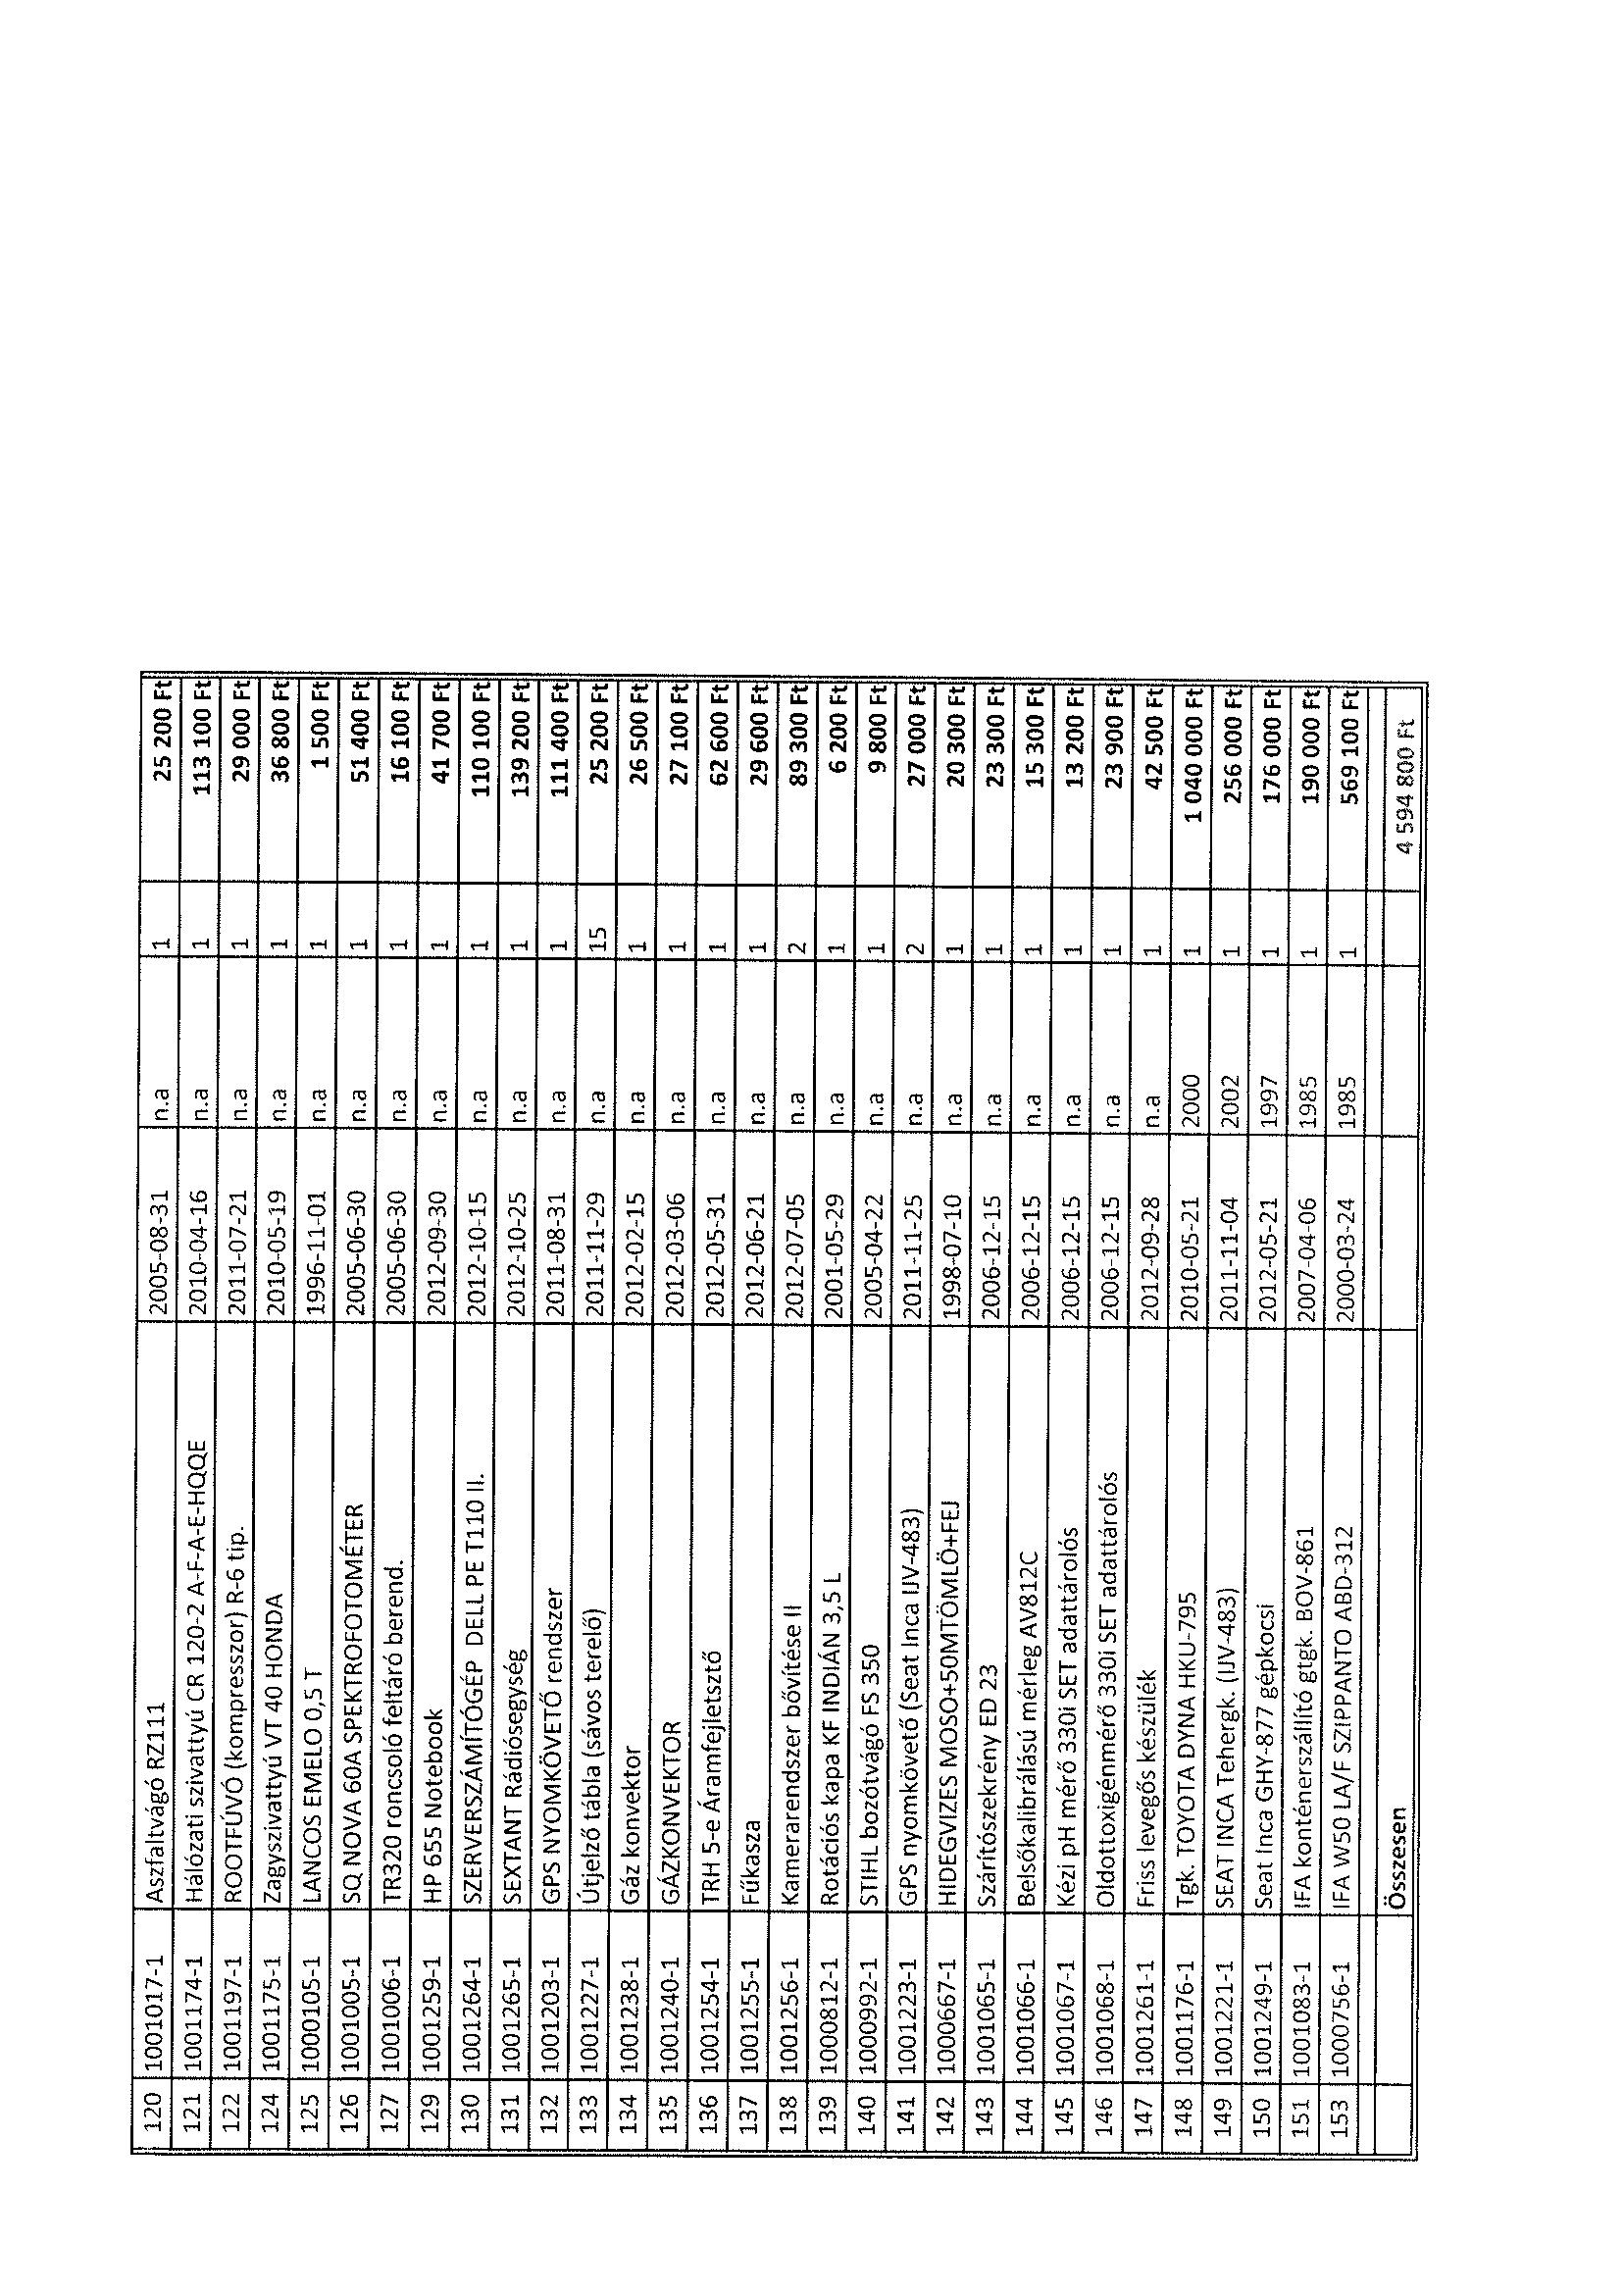 120 1001017-1 Aszfaltvágó RZ111 2005-08-31 n.a 1 25 200 Ft
121 1001174-1 Hálózati szivattyú CR 120-2 A-F-A-E-HQQE 2010-04-16 n.a 1 113 100 Ft
122 1001197-1 ROOTFÚVÓ (kompresszor) R-6 tip. 2011-07-21 n.a 1 29 000 Ft
124 1001175-1 Zagyszivattyú VT 40 HONDA 2010-05-19 n.a 1 36 800 Ft
125 1000105-1 LANCOS EMELO 0,5 T 1996-11-01 n.a 1 1 500 Ft
126 1001005-1 SQ NOVA 60A SPEKTROFOTOMÉTER 2005-06-30 n.a 1 51 400 Ft
127 1001006-1 TR320 roncsoló feltáró berend. 2005-06-30 n.a 1 16 100 Ft
129 1001259-1 HP 655 Notebook 2012-09-30 n.a 1 41 700 Ft
130 1001264-1 SZERVERSZÁMÍTÓGÉP DELL PE T110 II. 2012-10-15 n.a 1 110 100 Ft
131 1001265-1 SEXTANT Rádiósegység 2012-10-25 n.a 1 139 200 Ft
132 1001203-1 GPS NYOMKÖVETŐ rendszer 2011-08-31 n.a 1 111 400 Ft
133 1001227-1 Útjelző tábla (sávos terelő) 2011-11-29 n.a 15 25 200 Ft
134 1001238-1 Gáz konvektor 2012-02-15 n.a 1 26 500 Ft
135 1001240-1 GÁZKONVEKTOR 2012-03-06 n.a 1 27 100 Ft
136 1001254-1 TRH 5-e Áramfejletsztő 2012-05-31 n.a 1 62 600 Ft
137 1001255-1 Fűkasza 2012-06-21 n.a 1 29 600 Ft
138 1001256-1 Kamerarendszer bővítése II 2012-07-05 n.a 2 89 300 Ft
139 1000812-1 Rotációs kapa KF INDIÁN 3,5 L 2001-05-29 n.a 1 6 200 Ft
140 1000992-1 STIHL bozótvágó FS 350 2005-04-22 n.a 1 9 800 Ft
141 1001223-1 GPS nyomkövető (Seat Inca IJV-483) 2011-11-25 n.a 2 27 000 Ft
142 1000667-1 HIDEGVIZES MOSO+50MTÖMLÖ+FEJ 1998-07-10 n.a 1 20 300 Ft
143 1001065-1 Szárítószekrény ED 23 2006-12-15 n.a 1 23 300 Ft
144 1001066-1 Belsőkalibrálású mérleg AV812C 2006-12-15 n.a 1 15 300 Ft
145 1001067-1 Kézi pH mérő 330i SET adattárolós 2006-12-15 n.a 1 13 200 Ft
146 1001068-1 Oldottoxigénmérő 330i SET adattárolós 2006-12-15 n.a 1 23 900 Ft
147 1001261-1 Friss levegős készülék 2012-09-28 n.a 1 42 500 Ft
148 1001176-1 Tgk. TOYOTA DYNA HKU-795 2010-05-21 2000 1 1 040 000 Ft
149 1001221-1 SEAT INCA Tehergk. (IJV-483) 2011-11-04 2002 1 256 000 Ft
150 1001249-1 Seat Inca GHY-877 gépkocsi 2012-05-21 1997 1 176 000 Ft
151 1001083-1 IFA konténerszállító gtgk. BOV-861 2007-04-06 1985 1 190 000 Ft
153 1000756-1 IFA W50 LA/F SZIPPANTO ABD-312 2000-03-24 1985 1 569 100 Ft
Összesen 4 594 800 Ft